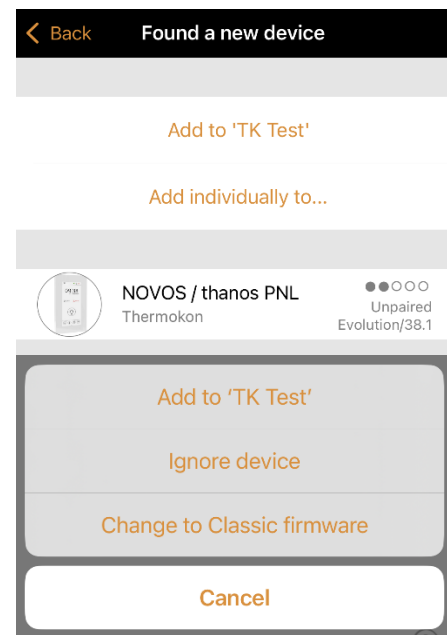 Back
Found a new device
Add to 'TK Test'
Add individually to...
NOVOS / thanos PNL
Thermokon
Unpaired
Evolution/38.1
Add to ‘TK Test’
Ignore device
Change to Classic firmware
Cancel